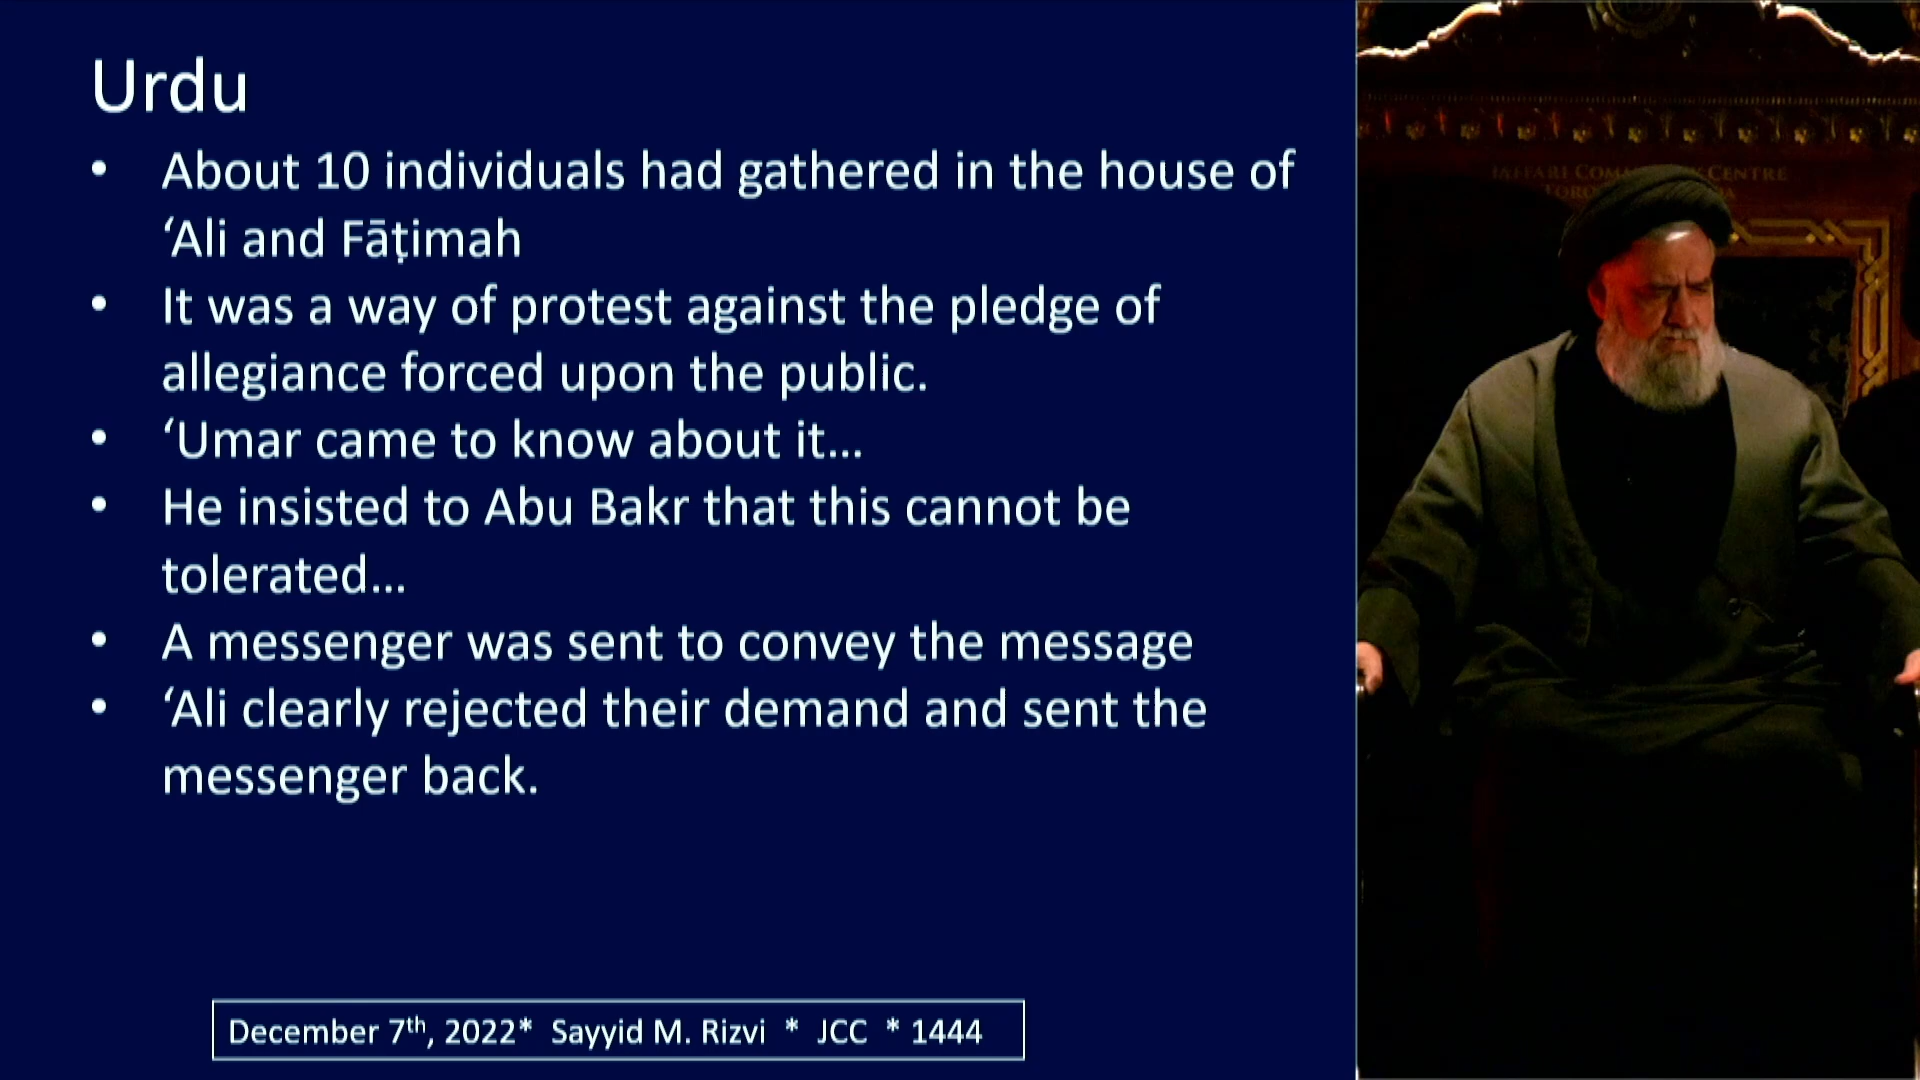 Urdu
• About 10 individuals had gathered in the house of
‘Ali and Fāṭimah
• It was a way of protest against the pledge of
allegiance forced upon the public.
• ‘Umar came to know about it…
• He insisted to Abu Bakr that this cannot be
tolerated…
• A messenger was sent to convey the message
• ‘Ali clearly rejected their demand and sent the
messenger back.
December 7th, 2022* Sayyid M. Rizvi * JCC * 1444
JAFFARI CENTRE